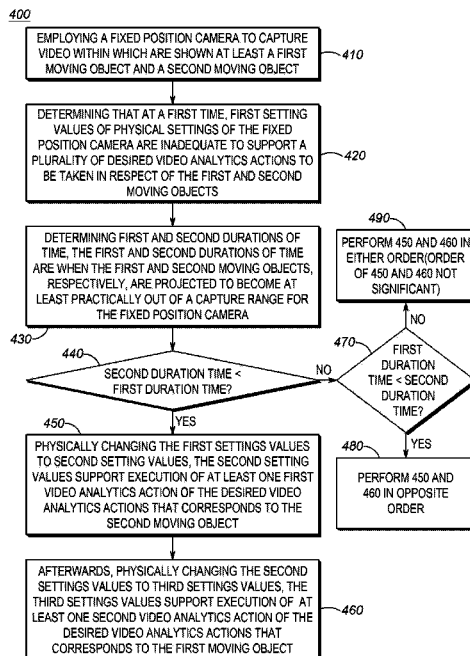 400
EMPLOYING A FIXED POSITION CAMERA TO CAPTURE
VIDEO WITHIN WHICH ARE SHOWN AT LEAST A FIRST
MOVING OBJECT AND A SECOND MOVING OBJECT
410
DETERMINING THAT AT A FIRST TIME, FIRST SETTING
VALUES OF PHYSICAL SETTINGS OF THE FIXED
POSITION CAMERA ARE INADEQUATE TO SUPPORT A
PLURALITY OF DESIRED VIDEO ANALYTICS ACTIONS TO
BE TAKEN IN RESPECT OF THE FIRST AND SECOND
MOVING OBJECTS
420
DETERMINING FIRST AND SECOND DURATIONS OF
TIME, THE FIRST AND SECOND DURATIONS OF TIME
ARE WHEN THE FIRST AND SECOND MOVING OBJECTS,
RESPECTIVELY, ARE PROJECTED TO BECOME AT
LEAST PRACTICALLY OUT OF A CAPTURE RANGE FOR
THE FIXED POSITION CAMERA
430
440
SECOND DURATION TIME <
FIRST DURATION TIME?
NO
YES
470
FIRST
DURATION
TIME < SECOND
DURATION
TIME?
NO
490
PERFORM 450 AND 460 IN
EITHER ORDER(ORDER
OF 450 AND 460 NOT
SIGNIFICANT)
YES
480
PERFORM 450 AND
460 IN OPPOSITE
ORDER
450
PHYSICALLY CHANGING THE FIRST SETTINGS VALUES
TO SECOND SETTING VALUES, THE SECOND SETTING
VALUES SUPPORT EXECUTION OF AT LEAST ONE FIRST
VIDEO ANALYTICS ACTION OF THE DESIRED VIDEO
ANALYTICS ACTIONS THAT CORRESPONDS TO THE
SECOND MOVING OBJECT
AFTERWARDS, PHYSICALLY CHANGING THE SECOND
SETTINGS VALUES TO THIRD SETTINGS VALUES, THE
THIRD SETTINGS VALUES SUPPORT EXECUTION OF AT
LEAST ONE SECOND VIDEO ANALYTICS ACTION OF THE
DESIRED VIDEO ANALYTICS ACTIONS THAT
CORRESPONDS TO THE FIRST MOVING OBJECT
460